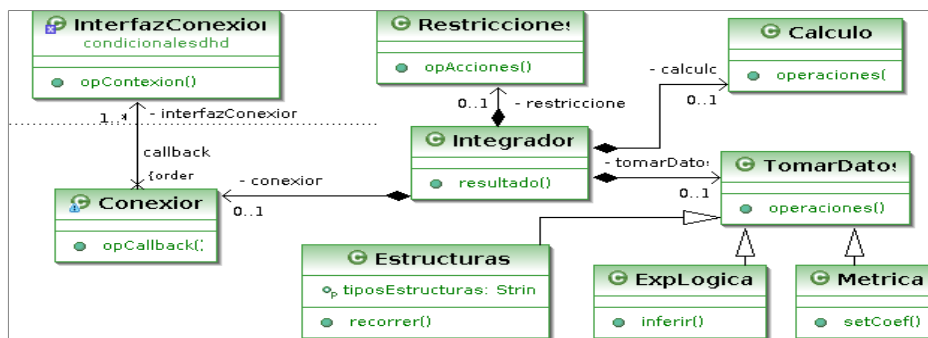 InterfazConexior
condicionalesdhd
opContexion()
Restricciones
opAcciones()
Calculo
operaciones(
- calculc
0..1
0..1
- restriccione
1..*
- interfazConexior
callback
{order
Integrador
resultado()
- tomarDatos
0..1
TomarDatos
operaciones()
- conexior
0..1
Conexior
opCallback()
Estructuras
tiposEstructuras: Strin
recorrer()
ExpLogica
inferir()
Metrica
setCoef()